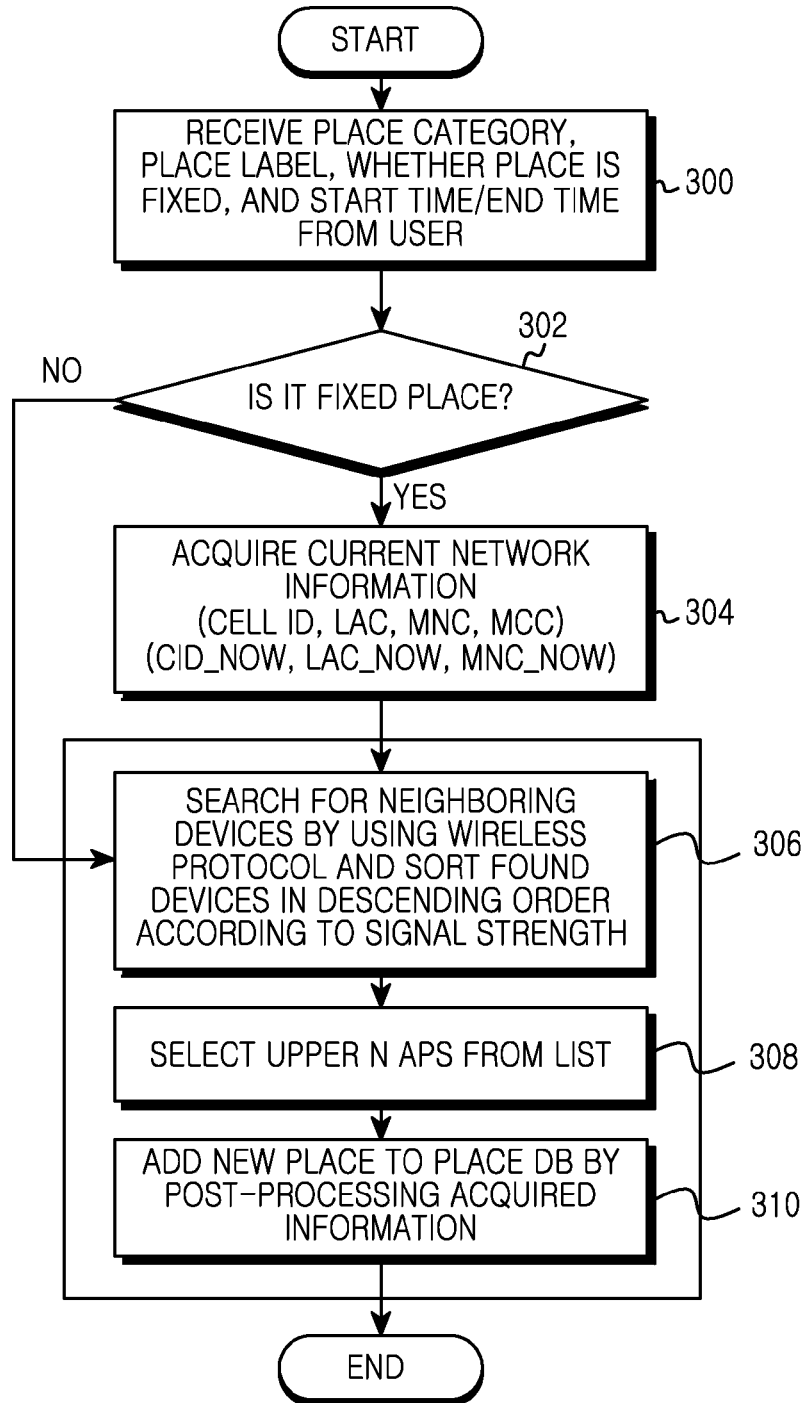 START
RECEIVE PLACE CATEGORY,
PLACE LABEL, WHETHER PLACE IS
FIXED, AND START TIME/END TIME
FROM USER
300
302
NO
IS IT FIXED PLACE?
YES
ACQUIRE CURRENT NETWORK
INFORMATION
(CELL ID, LAC, MNC, MCC)
(CID_NOW, LAC_NOW, MNC_NOW)
304
SEARCH FOR NEIGHBORING
DEVICES BY USING WIRELESS
PROTOCOL AND SORT FOUND
DEVICES IN DESCENDING ORDER
ACCORDING TO SIGNAL STRENGTH
306
SELECT UPPER N APS FROM LIST
308
ADD NEW PLACE TO PLACE DB BY
POST-PROCESSING ACQUIRED
INFORMATION
310
END